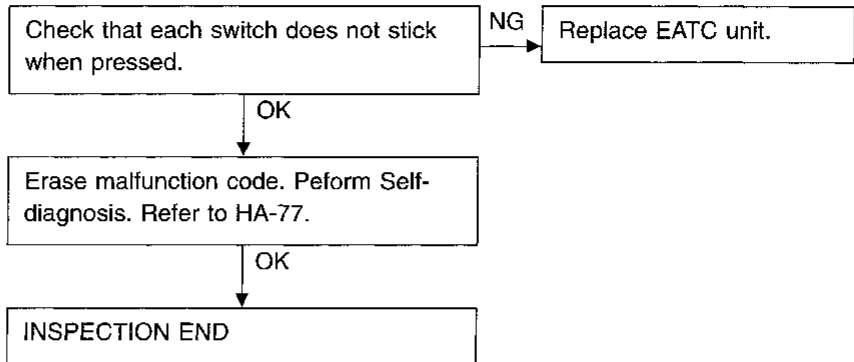 Check that each switch does not stick
when pressed.
NG
Replace EATC unit.
OK
Erase malfunction code. Peform Self-
diagnosis. Refer to HA-77.
OK
INSPECTION END